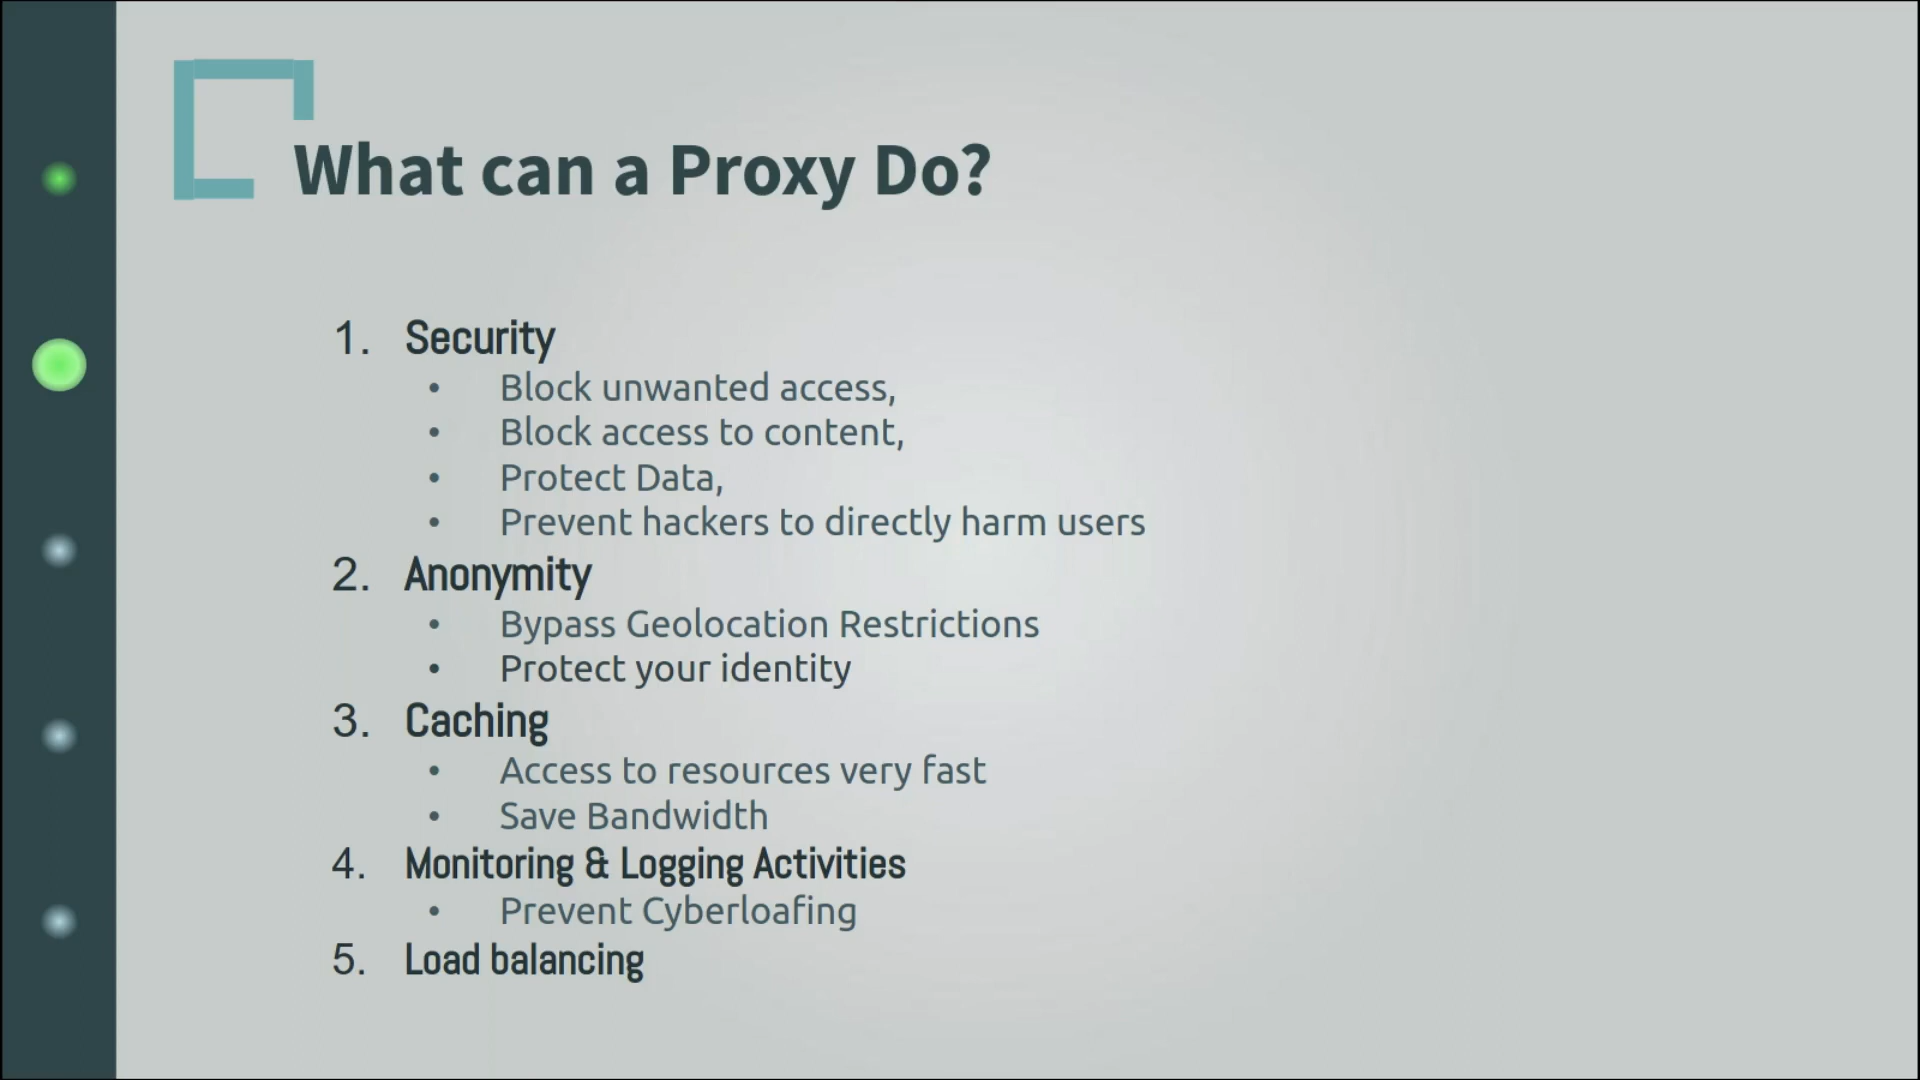 What can a Proxy Do?
1. Security
• Block unwanted access,
• Block access to content,
• Protect Data,
• Prevent hackers to directly harm users
2. Anonymity
• Bypass Geolocation Restrictions
• Protect your identity
3. Caching
• Access to resources very fast
• Save Bandwidth
4. Monitoring & Logging Activities
• Prevent Cyberloafing
5. Load balancing